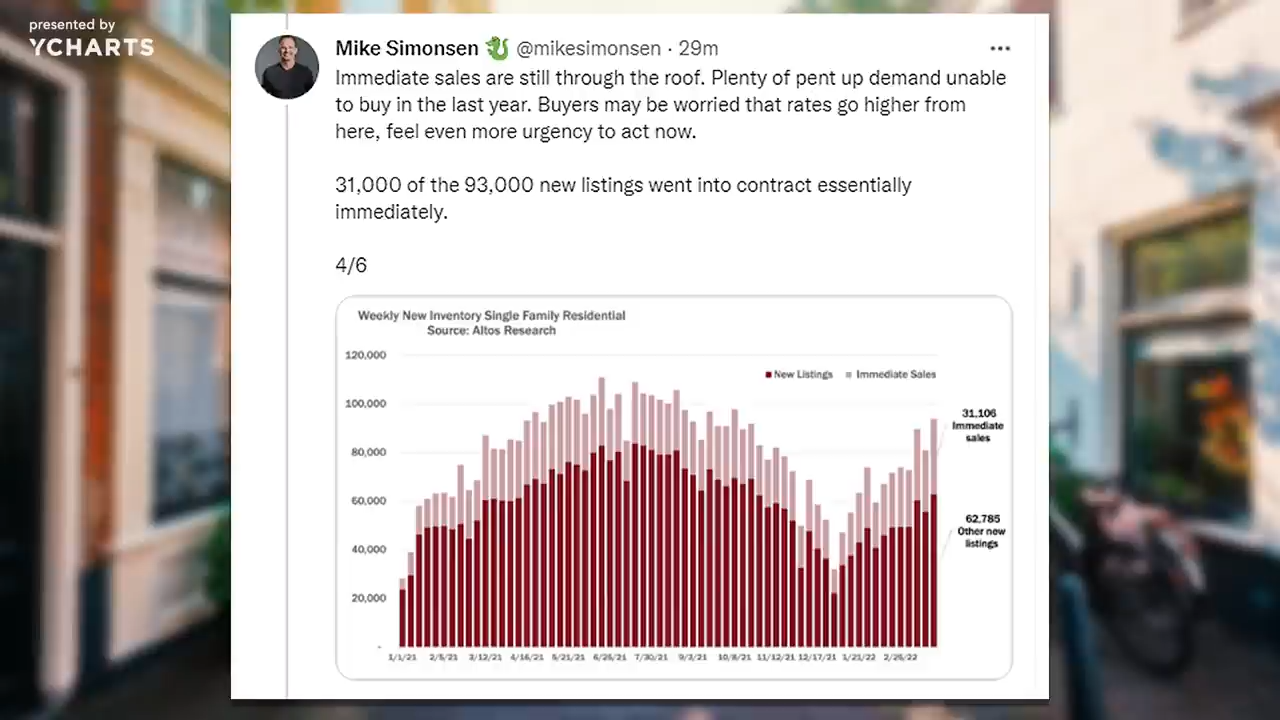 presented by
YCHARTS
Mike Simonsen 🐉 @mikesimonsen · 29m
Immediate sales are still through the roof. Plenty of pent up demand unable
to buy in the last year. Buyers may be worried that rates go higher from
here, feel even more urgency to act now.
31,000 of the 93,000 new listings went into contract essentially
immediately.
4/6
Weekly New Inventory Single Family Residential
Source: Altos Research
120,000
New Listings
Immediate Sales
100,000
31,106
Immediate
sales
80,000
60,000
62,785
Other new
listings
40,000
20,000
-
1/1/21 2/5/21 3/12/21 4/16/21 5/21/21 6/25/21 7/30/21 9/3/21 10/8/21 11/12/21 12/17/21 1/21/22 2/25/22